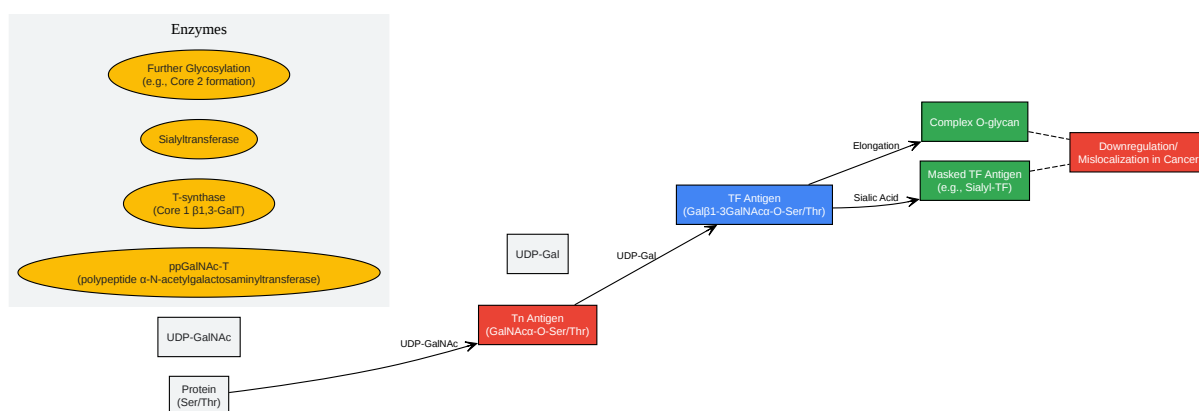 Enzymes
Further Glycosylation
(e.g., Core 2 formation)
Sialyltransferase
T-synthase
(Core 1 β1,3-GalT)
ppGalNAc-T
(polypeptide α-N-acetylgalactosaminyltransferase)
UDP-GalNAc
Protein
(Ser/Thr)
UDP-GalNAc
Tn Antigen
(GalNAcα-O-Ser/Thr)
UDP-Gal
UDP-Gal
TF Antigen
(Galβ1-3GalNAcα-O-Ser/Thr)
Elongation
Sialic Acid
Complex O-glycan
Masked TF Antigen
(e.g., Sialyl-TF)
Downregulation/
Mislocalization in Cancer